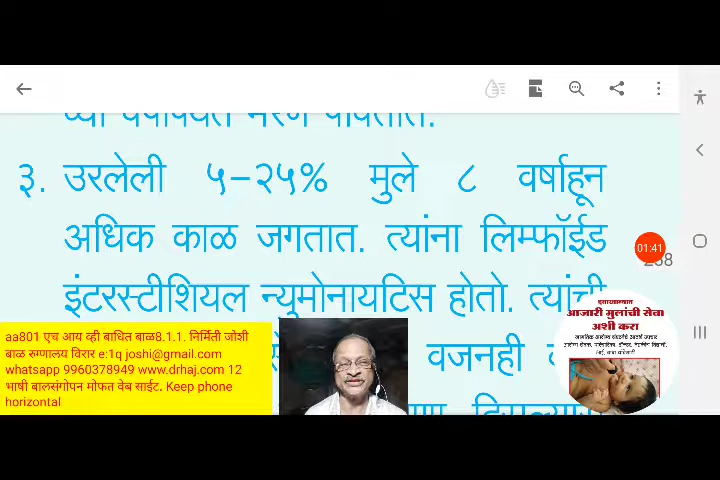 ३. उरलेली ५-२५% मुले ८ वर्षाहून
अधिक काळ जगतात. त्यांना लिम्फॉईड
इंटरस्टीशियल न्यूमोनायटिस होतो. त्यांची
वजनही
01:41
aa801 एच आय व्ही बाधित बाळ8.1.1. निर्मिती जोशी
बाळ रुग्णालय विरार e:1q joshi@gmail.com
whatsapp 9960378949 www.drhaj.com 12
भाषी बालसंगोपन मोफत वेब साईट. Keep phone
horizontal
आजारी मुलांची सेवा
अशी करा